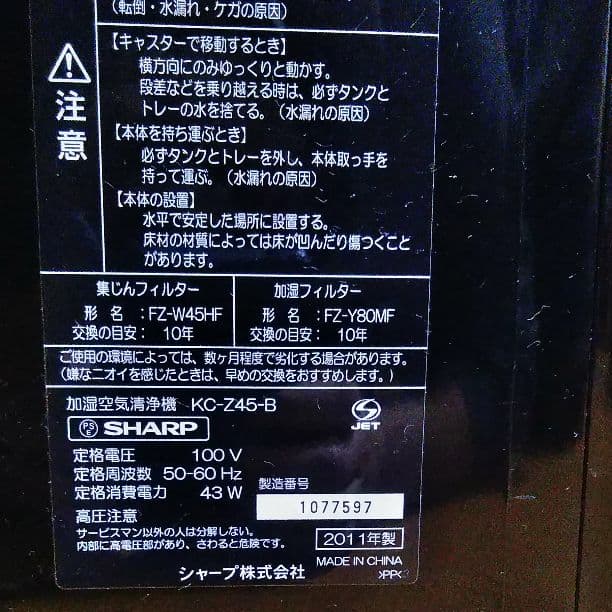 (転倒・水漏れ・ケガの原因)
注意
【キャスターで移動するとき】
横方向にのみゆっくりと動かす。
段差などを乗り越える時は、必ずタンクと
トレーの水を捨てる。(水漏れの原因)
【本体を持ち運ぶとき】
必ずタンクとトレーを外し、本体取っ手を
持って運ぶ。(水漏れの原因)
【本体の設置】
水平で安定した場所に設置する。
床材の材質によっては床が凹んだり傷つくこと
があります。
集じんフィルター
形 名 :FZ-W45HF
交換の目安:10年
加湿フィルター
形 名 :FZ-Y80MF
交換の目安:10年
ご使用の環境によっては、数ヶ月程度で劣化する場合があります。
(嫌なニオイを感じたときは、早めの交換をおすすめします。)
加湿空気清浄機 KC-Z45-B
PS E SHARP
S JET
定格電圧 100 V
定格周波数 50-60 Hz
定格消費電力 43 W
製造番号
1077597
高圧注意
サービスマン以外の人は分解しない。
内部に高電圧部があり、さわると危険です。
2011年製
MADE IN CHINA
シャープ株式会社
>PP<